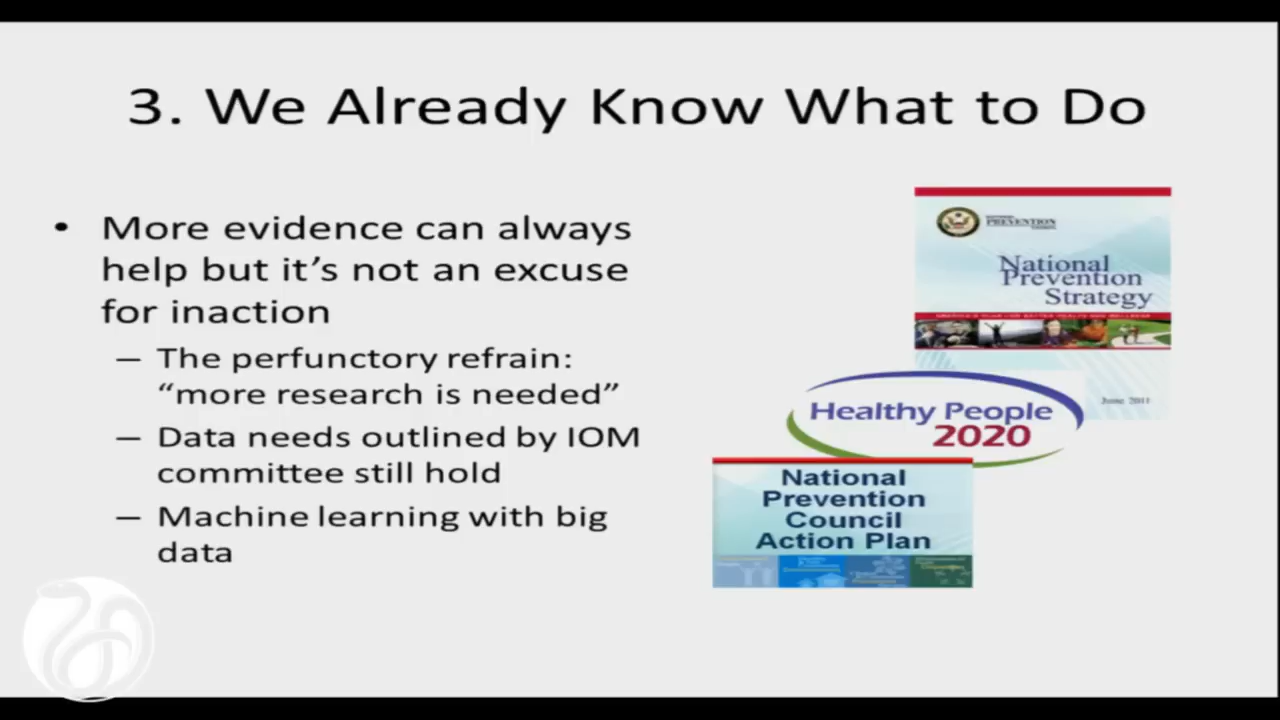 3. We Already Know What to Do
• More evidence can always
help but it’s not an excuse
for inaction
– The perfunctory refrain:
“more research is needed”
– Data needs outlined by IOM
committee still hold
– Machine learning with big
data
PREVENTION
National
Prevention
Strategy
June 2011
Healthy People
2020
National
Prevention
Council
Action Plan